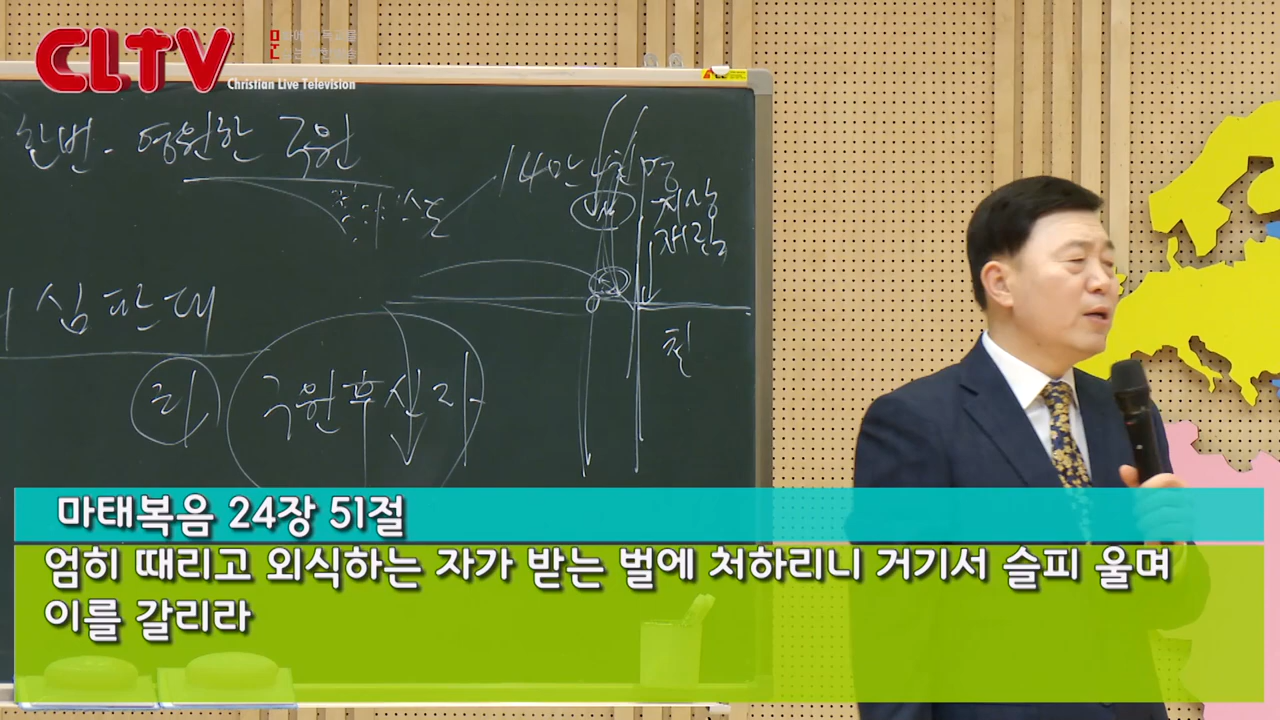 CLTV
Christian Live Television
한번. 영원한 구원
14만 4천 명
지상
재림
심판대
친
구원 후 신자
마태복음 24장 51절
엄히 때리고 외식하는 자가 받는 벌에 처하리니 거기서 슬피 울며
이를 갈리라